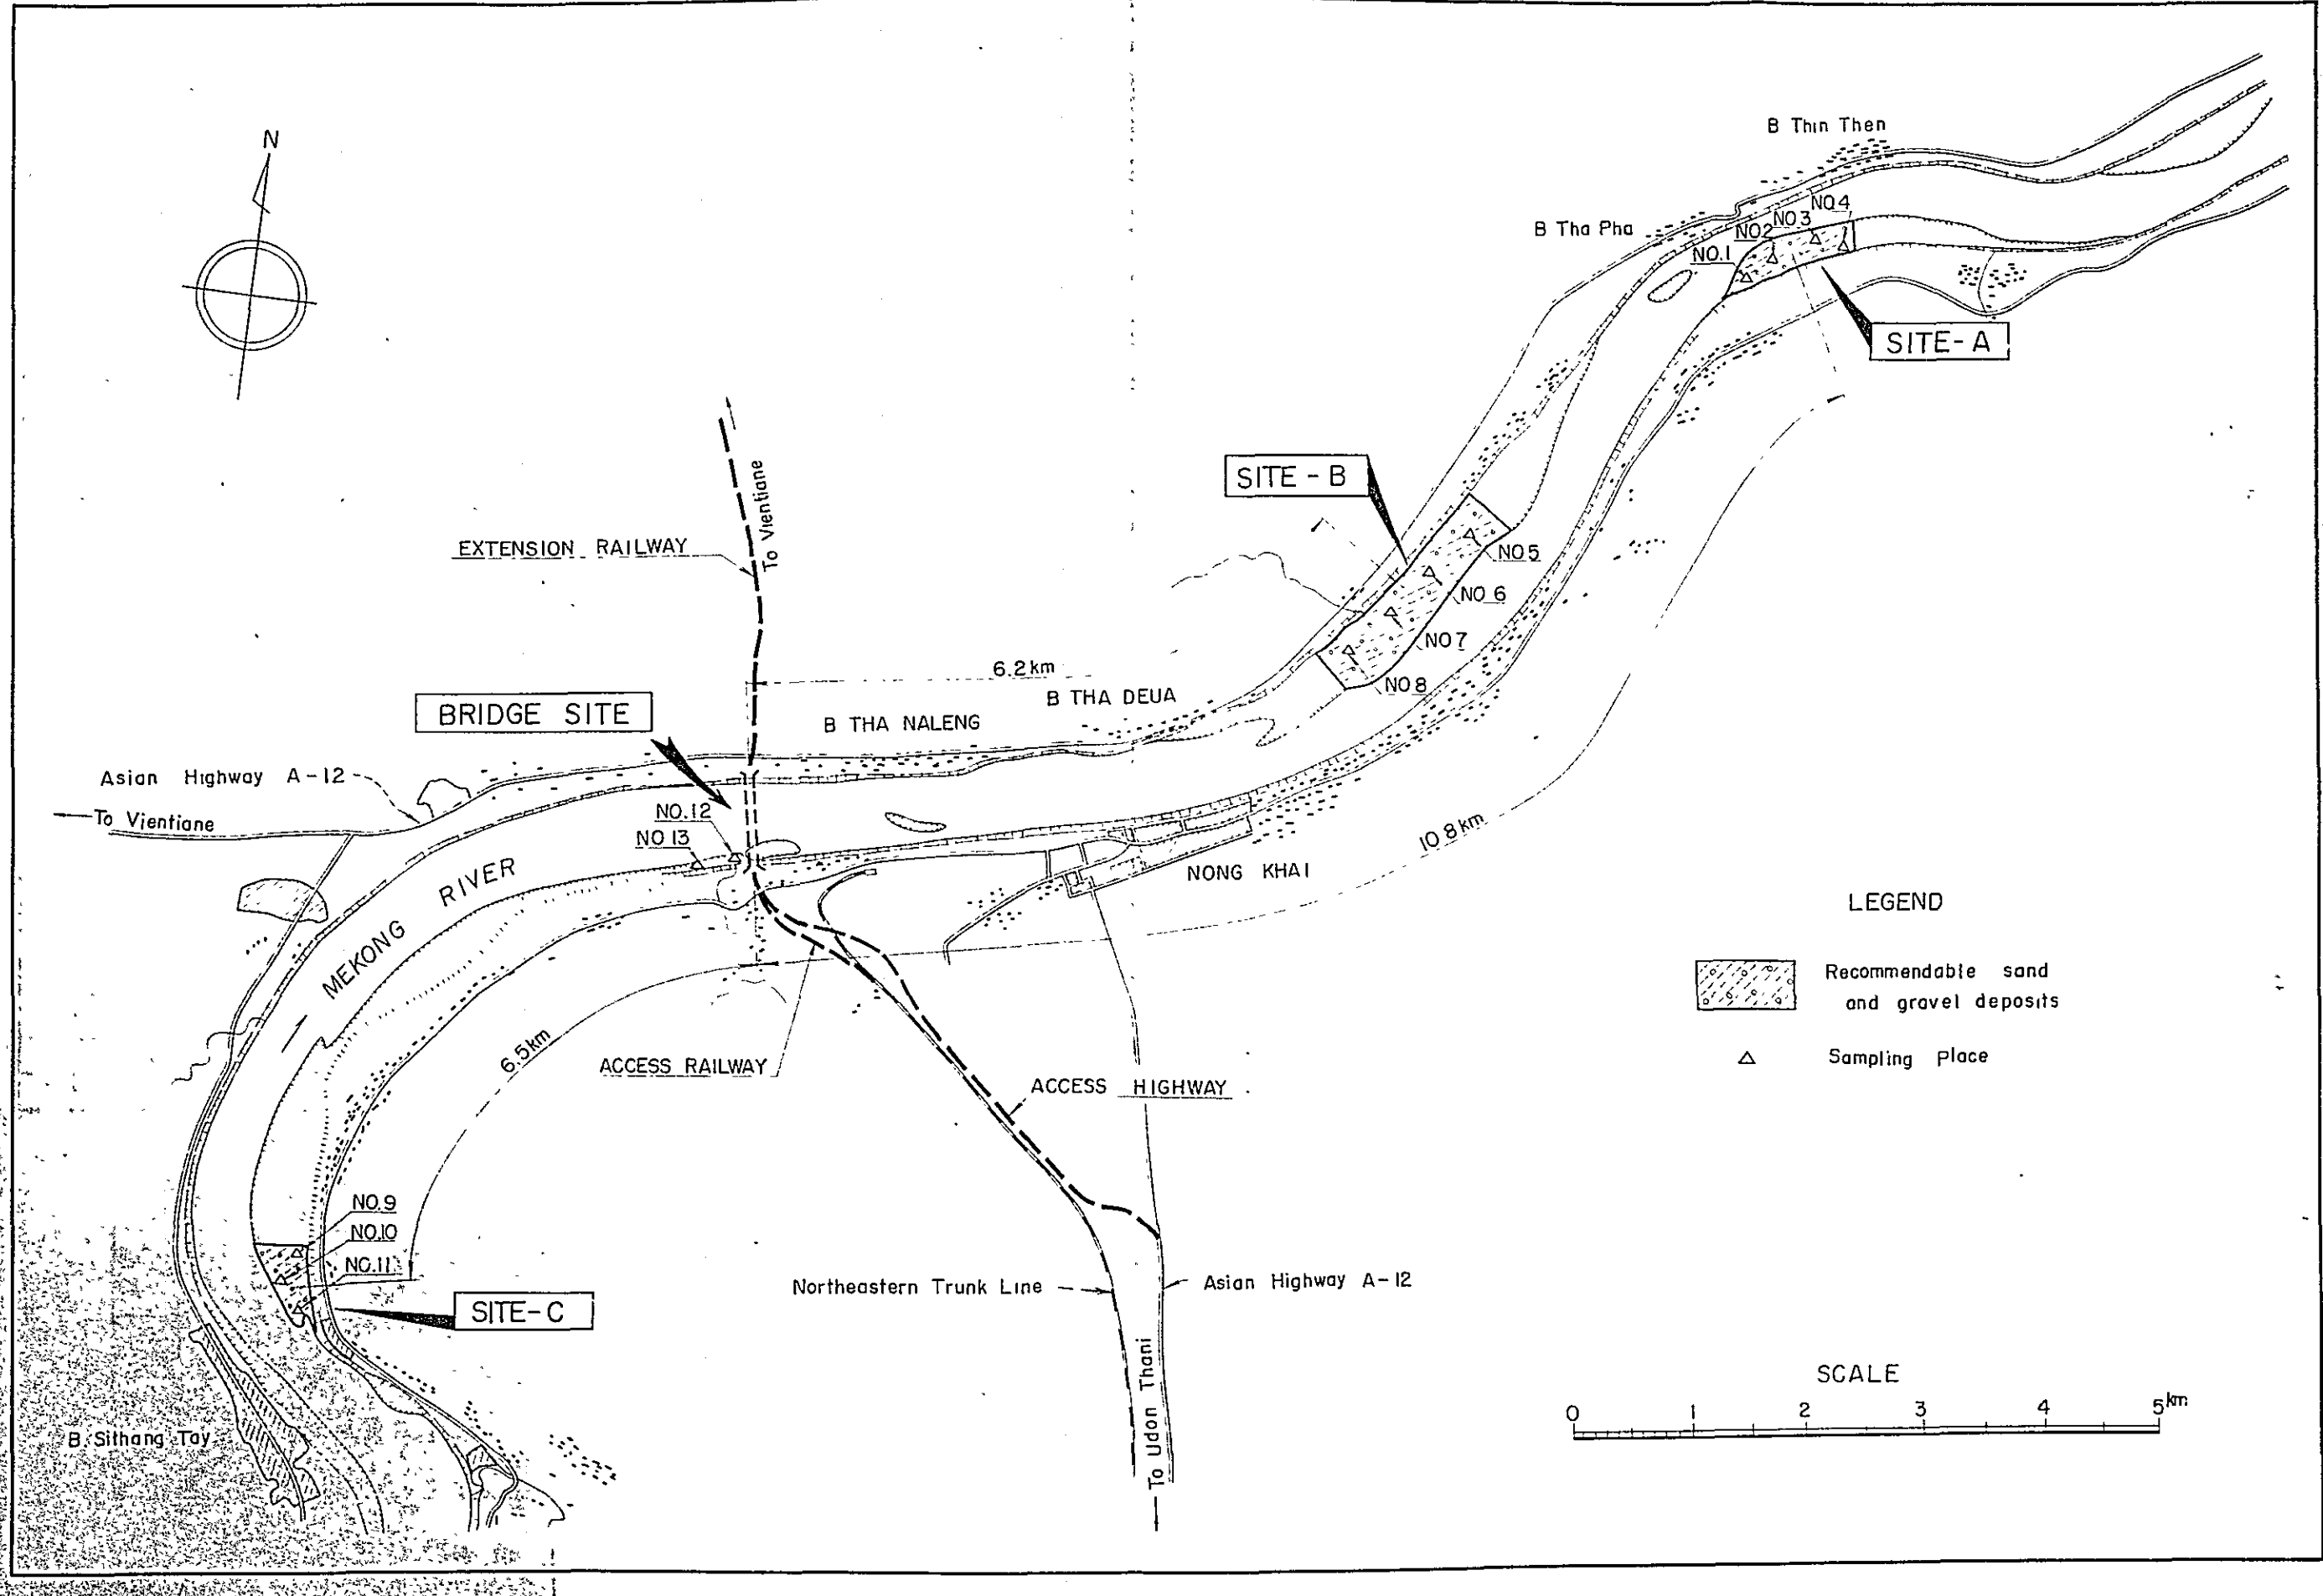 N
B Thin Then
B Tha Pha
NO.4
NO.3
NO.2
NO.1
SITE-A
SITE-B
To Vientiane
EXTENSION RAILWAY
NO.5
NO.6
NO.7
NO.8
6.2km
B THA DEUA
B THA NALENG
BRIDGE SITE
Asian Highway A-12
To Vientiane
NO.12
NO 13
MEKONG RIVER
NONG KHAI
10.8km
LEGEND
Recommendable sand
and gravel deposits
Sampling Place
6.5km
ACCESS RAILWAY
ACCESS HIGHWAY
NO.9
NO.10
NO.11
SITE-C
Northeastern Trunk Line
Asian Highway A-12
To Udon Thani
B. Sithang Tay
SCALE
0 1 2 3 4 5km